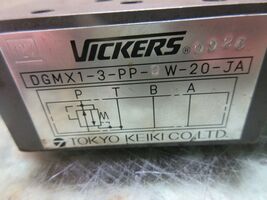 VICKERS®
DGMX1-3-PP- W-20-JA
P T B A
TOKYO KEIKI CO., LTD.